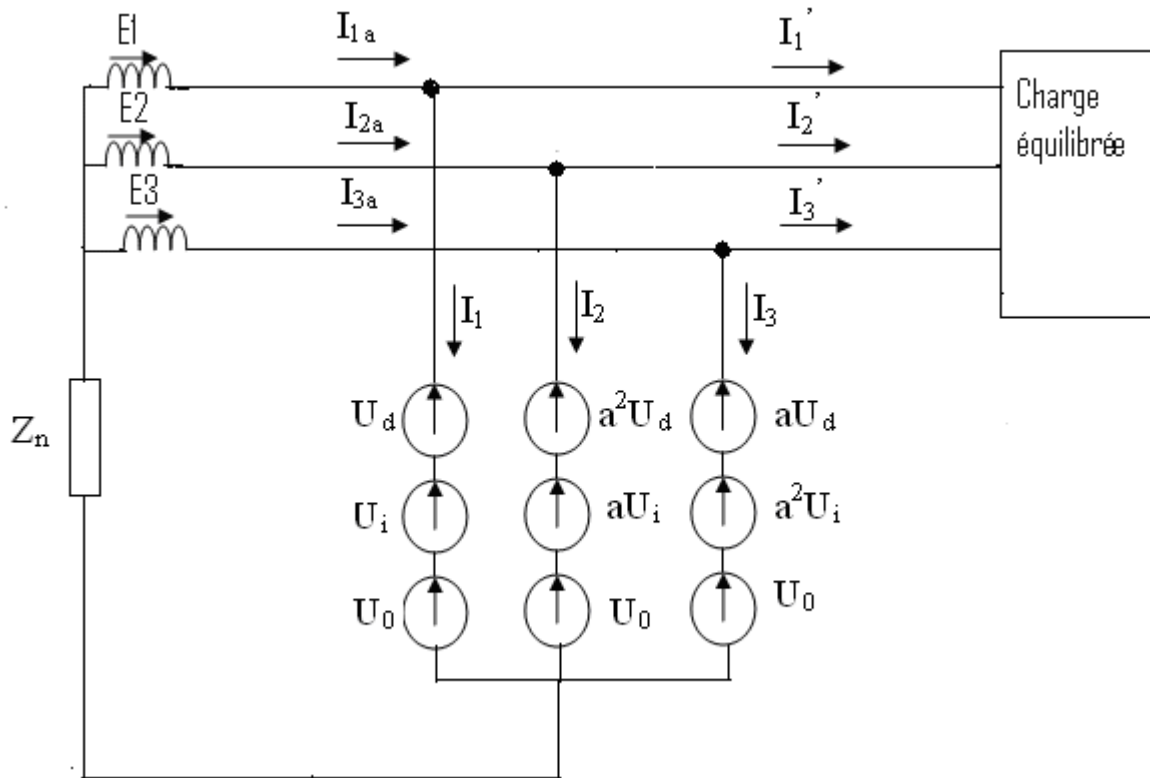 E1
I1a
I1'
E2
I2a
I2'
Charge
équilibrée
E3
I3a
I3'
I1
I2
I3
Zn
Ud
a²Ud
aUd
Ui
aUi
a²Ui
U0
U0
U0